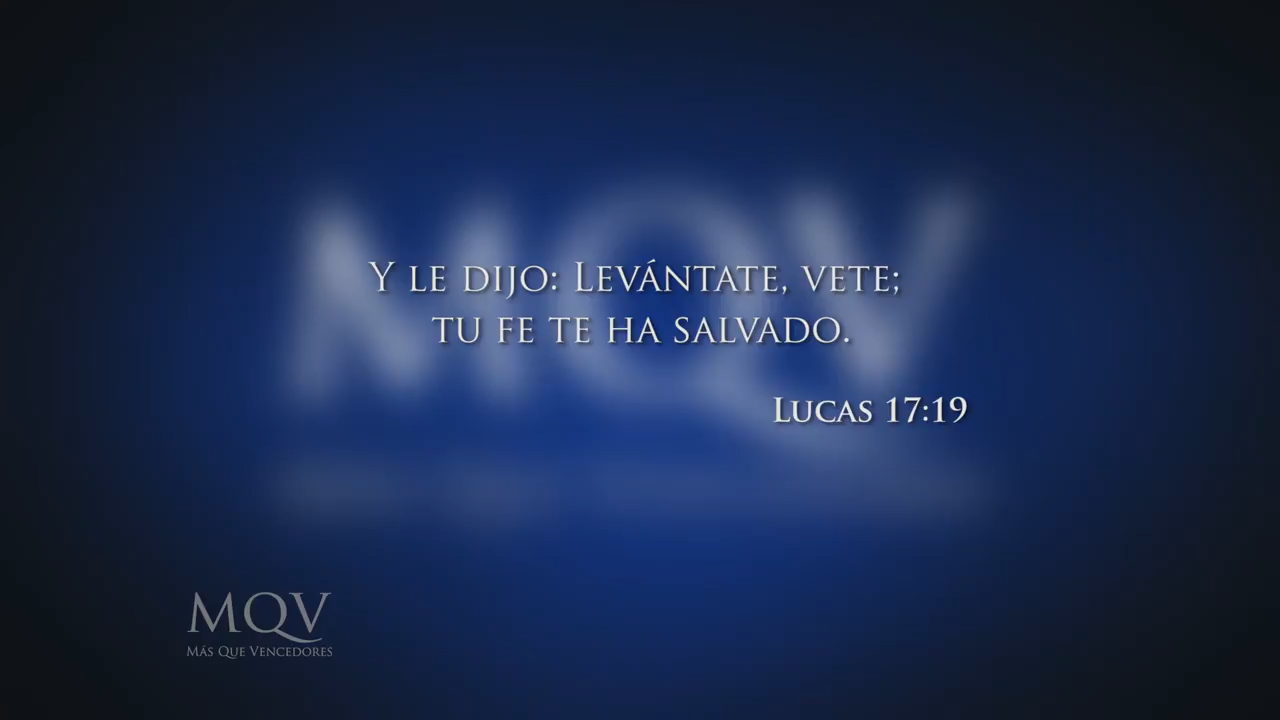 Y LE DIJO: LEVÁNTATE, VETE;
TU FE TE HA SALVADO.
LUCAS 17:19
MQV
MÁS QUE VENCEDORES